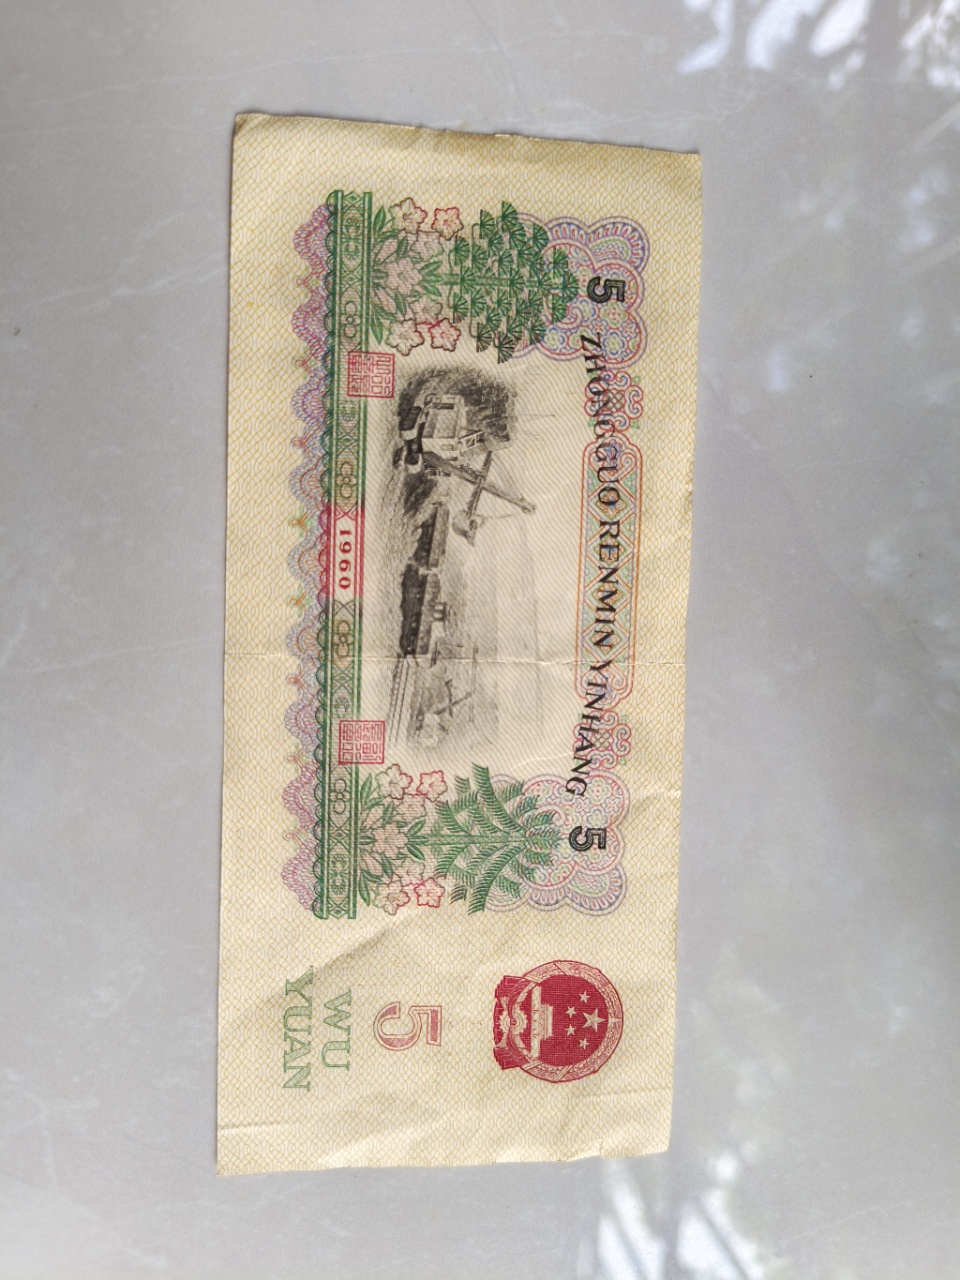 5 ZHONGGUO RENMIN YINHANG 5
1960
5
WU
YUAN